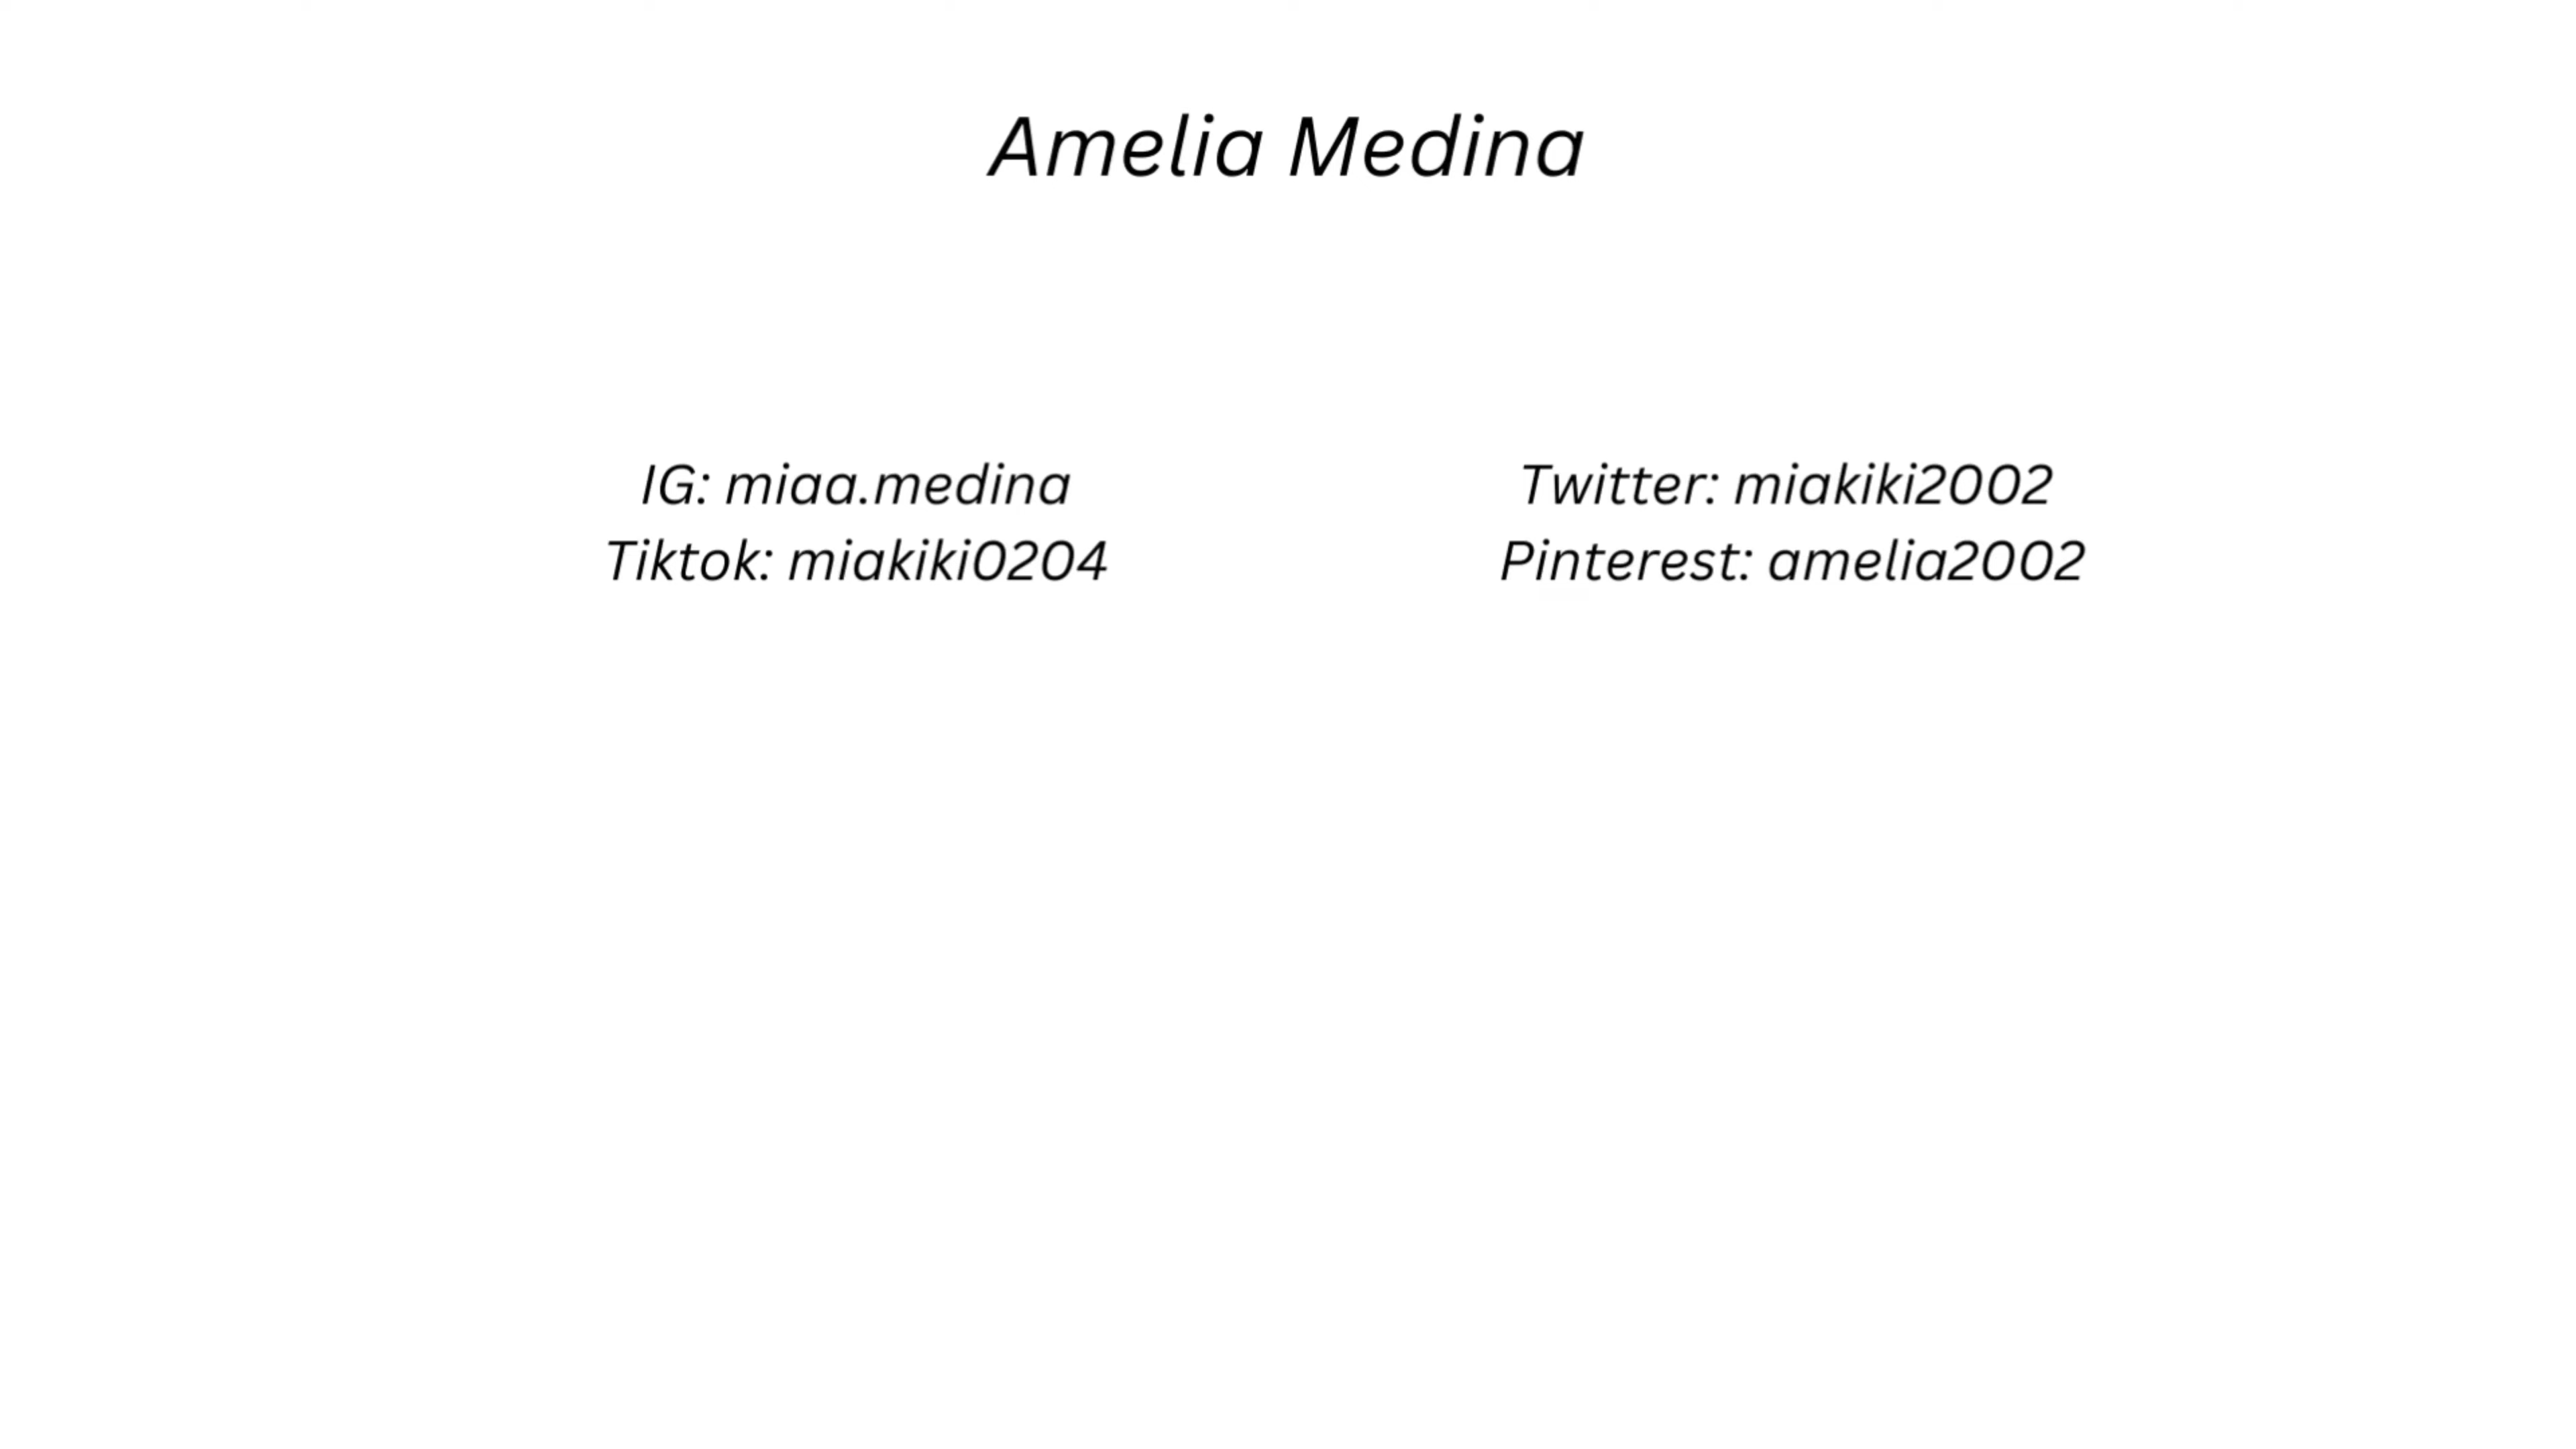 Amelia Medina
IG: miaa.medina
Tiktok: miakiki0204
Twitter: miakiki2002
Pinterest: amelia2002